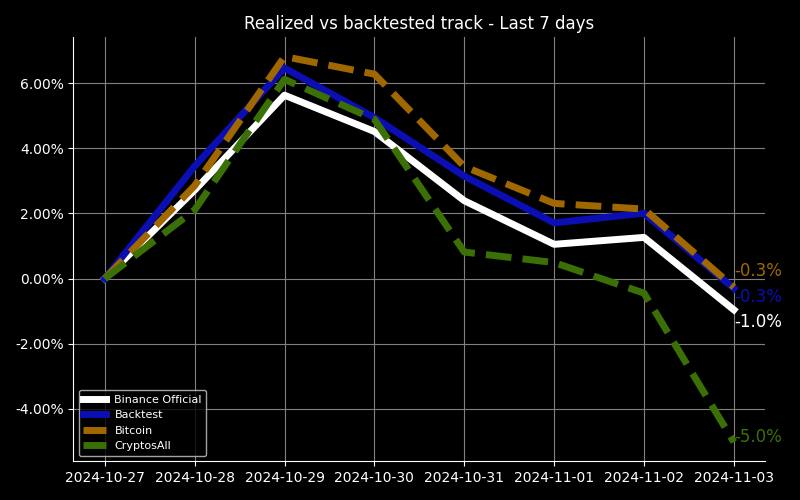 Realized vs backtested track - Last 7 days
6.00%
4.00%
2.00%
0.00%
-2.00%
-4.00%
-0.3%
-0.3%
-1.0%
-5.0%
Binance Official
Backtest
Bitcoin
CryptosAll
2024-10-27 2024-10-28 2024-10-29 2024-10-30 2024-10-31 2024-11-01 2024-11-02 2024-11-03